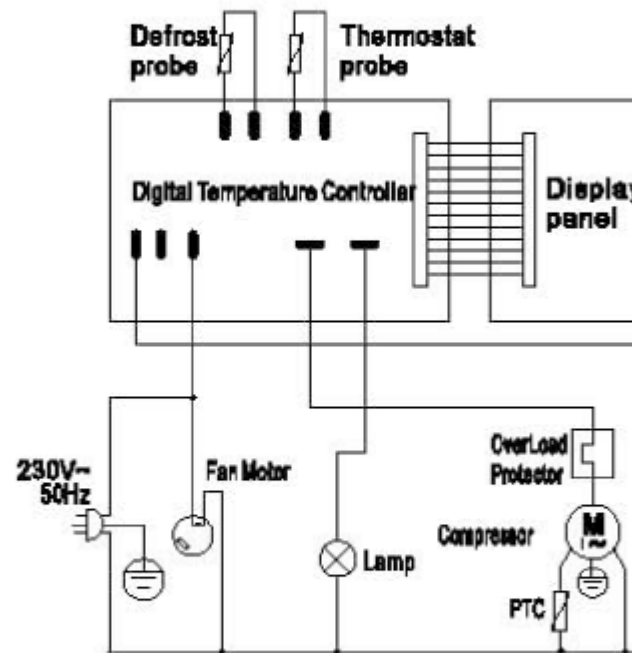 Defrost
probe
Thermostat
probe
Digital Temperature Controller
Display
panel
230V~
50Hz
Fan Motor
OverLoad
Protector
Compressor
M
~
Lamp
PTC